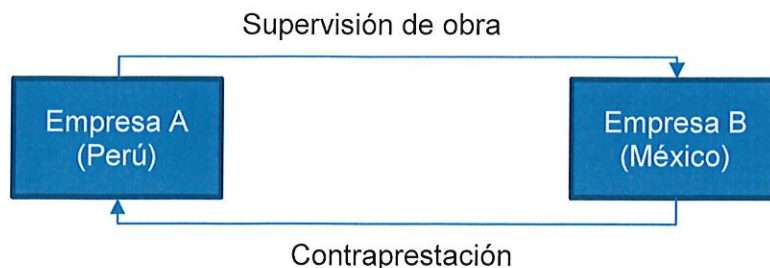 Supervisión de obra
Empresa A
(Perú)
Empresa B
(México)
Contraprestación